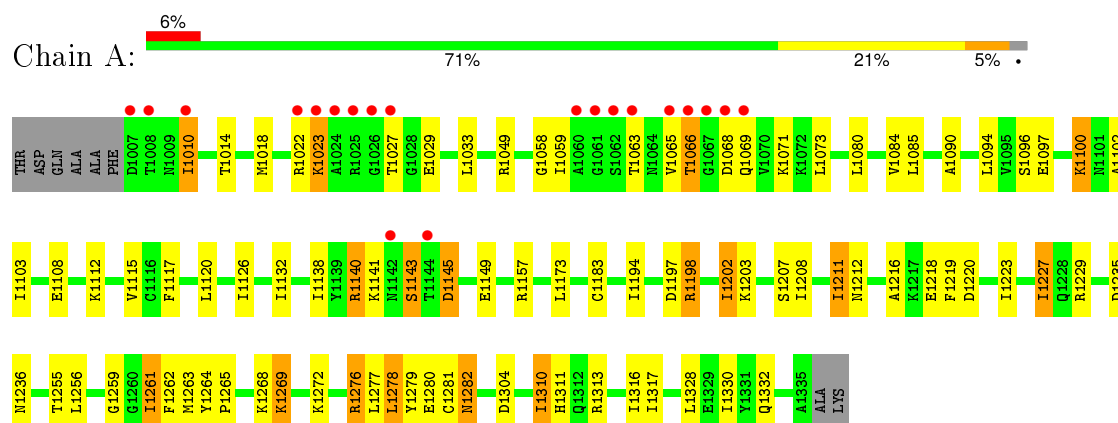 6%
Chain A:
71% 21% 5% •
THR ASP GLN ALA ALA PHE D1007 T1008 N1009 I1010 T1014 M1018 R1022 K1023 A1024 R1025 G1026 T1027 G1028 E1029 L1033 R1049 G1058 I1059 A1060 G1061 S1062 T1063 N1064 V1065 T1066 G1067 D1068 Q1069 V1070 K1071 K1072 L1073 L1080 V1084 L1085 A1090 L1094 V1095 S1096 E1097 K1100 N1101 A1102
I1103 E1108 K1112 V1115 C1116 F1117 L1120 I1126 I1132 I1138 Y1139 R1140 K1141 N1142 S1143 T1144 D1145 E1149 R1157 L1173 C1183 I1194 D1197 R1198 I1202 K1203 S1207 I1208 I1211 N1212 A1216 K1217 E1218 F1219 D1220 I1223 I1227 Q1228 R1229 D1235
N1236 T1255 L1256 G1259 G1260 I1261 F1262 M1263 Y1264 P1265 K1268 K1269 K1272 R1276 L1277 L1278 Y1279 E1280 C1281 N1282 D1304 I1310 H1311 Q1312 R1313 I1316 I1317 L1328 E1329 I1330 Y1331 Q1332 A1335 ALA LYS